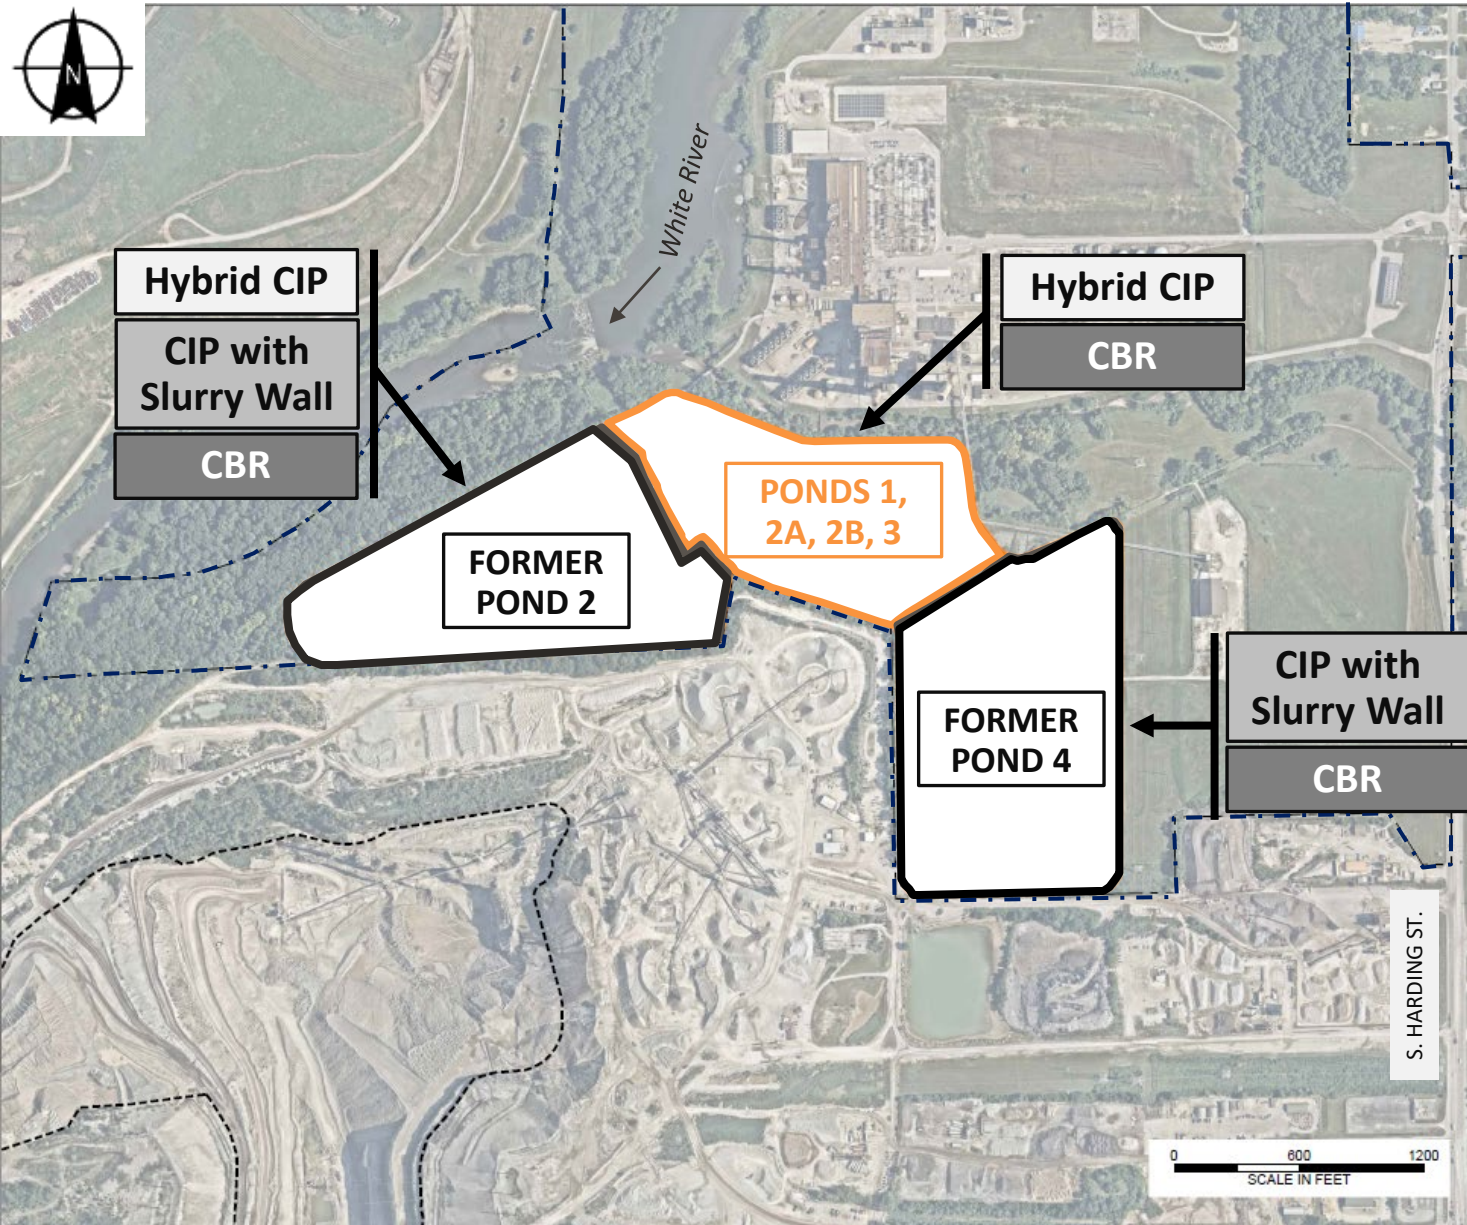 N
White River
Hybrid CIP
CIP with
Slurry Wall
CBR
Hybrid CIP
CBR
PONDS 1,
2A, 2B, 3
FORMER
POND 2
FORMER
POND 4
CIP with
Slurry Wall
CBR
S. HARDING ST.
0 600 1200
SCALE IN FEET